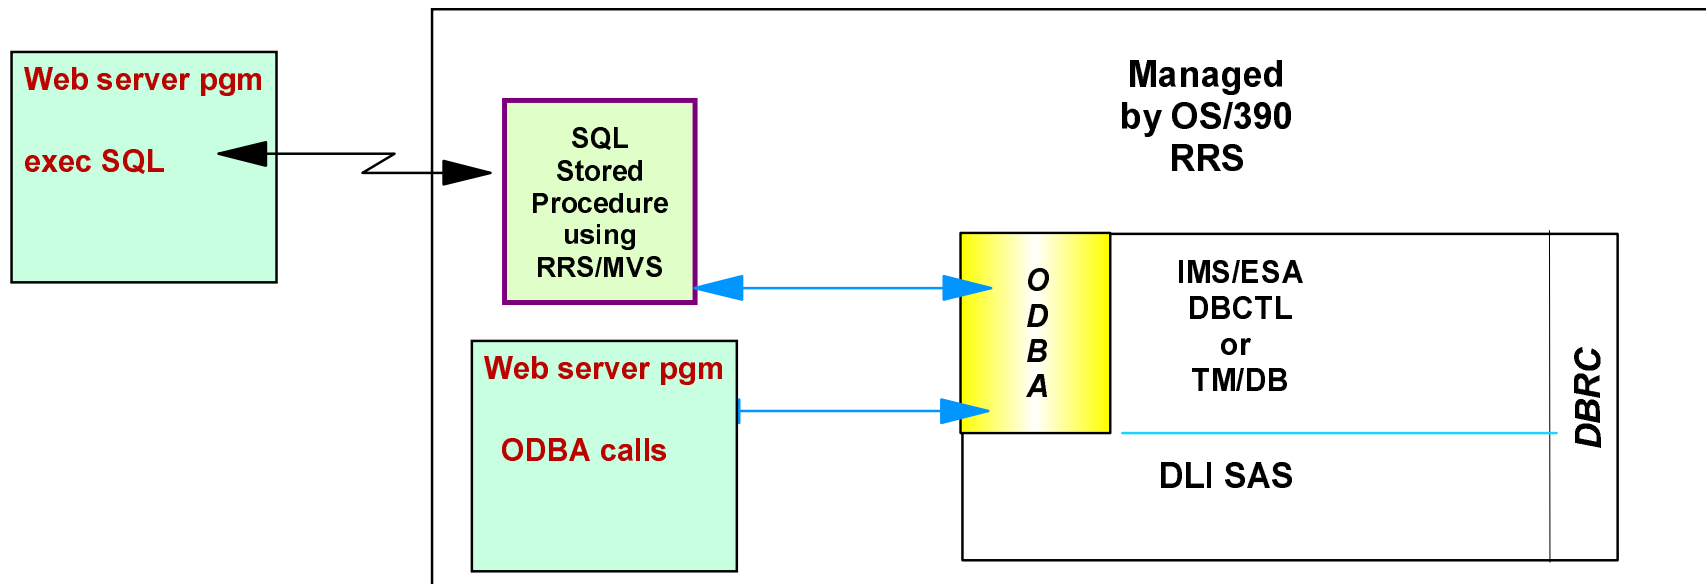 Web server pgm
exec SQL
SQL
Stored
Procedure
using
RRS/MVS
Managed
by OS/390
RRS
Web server pgm
ODBA calls
O
D
B
A
IMS/ESA
DBCTL
or
TM/DB
DLI SAS
DBRC